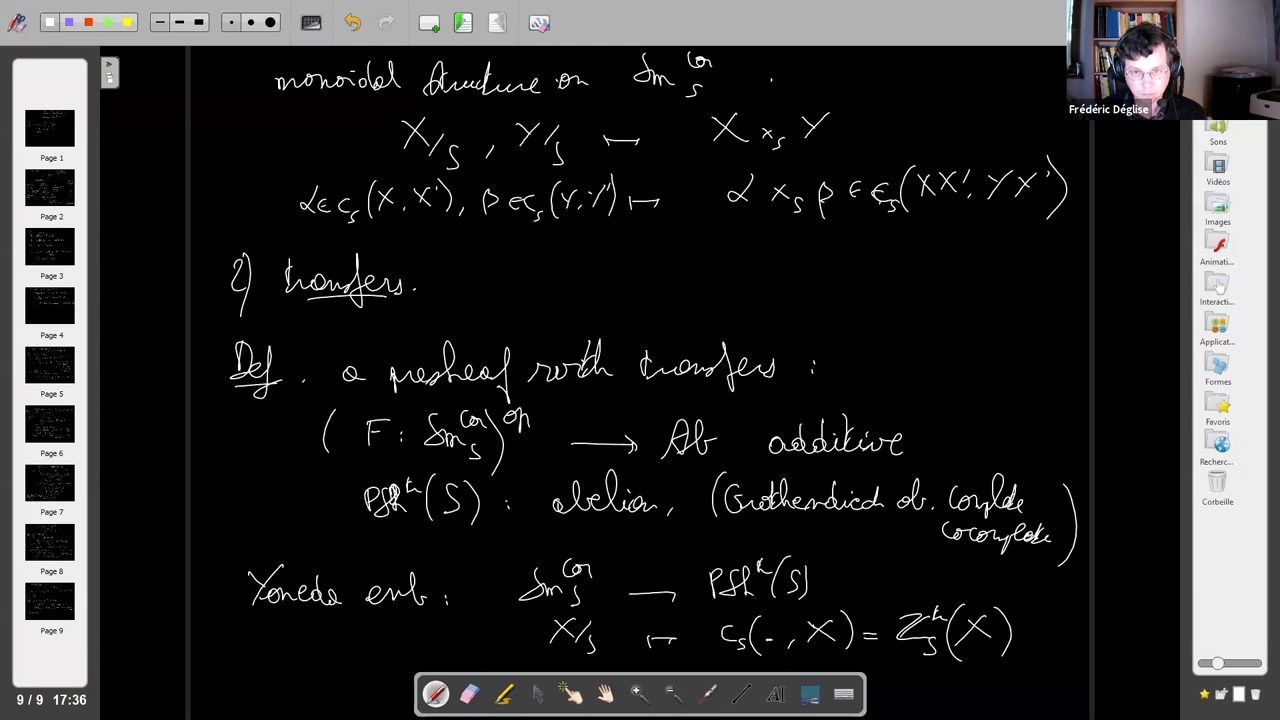 monoidal structure on Sm_S^cor .
X/S , Y/S ↦ X ×_S Y
α ∈ c_S(X, X'), β ∈ c_S(Y, Y') ↦ α ×_S β ∈ c_S(XX', YX')
2) transfers.
Def . a presheaf with transfers :
( F : Sm_S^cor )^op → Ab additive
PSh^tr(S) : abelian, (Grothendieck ab. complete
cocomplete)
Yoneda emb : Sm_S^cor → PSh^tr(S)
X/S ↦ c_S(-, X) = ℤ_S^tr(X)
Frédéric Déglise
Page 1
Page 2
Page 3
Page 4
Page 5
Page 6
Page 7
Page 8
Page 9
9 / 9 17:36
Sons
Vidéos
Images
Animati...
Interacti...
Applicat...
Formes
Favoris
Recherc...
Corbeille